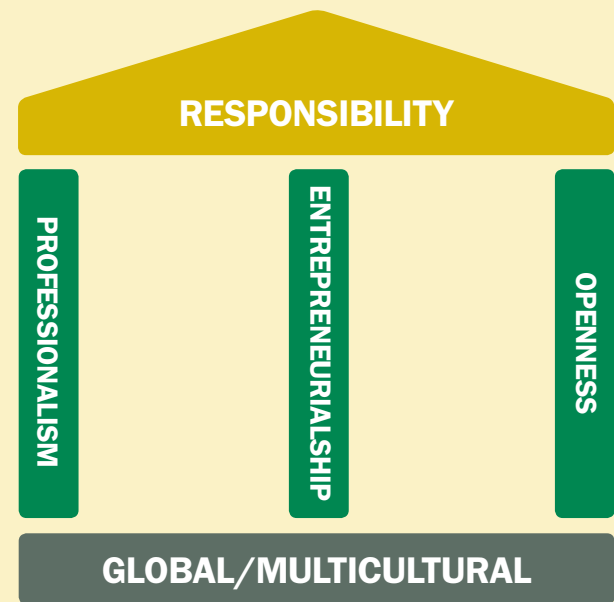 RESPONSIBILITY
PROFESSIONALISM
ENTREPRENEURIALSHIP
OPENNESS
GLOBAL/MULTICULTURAL